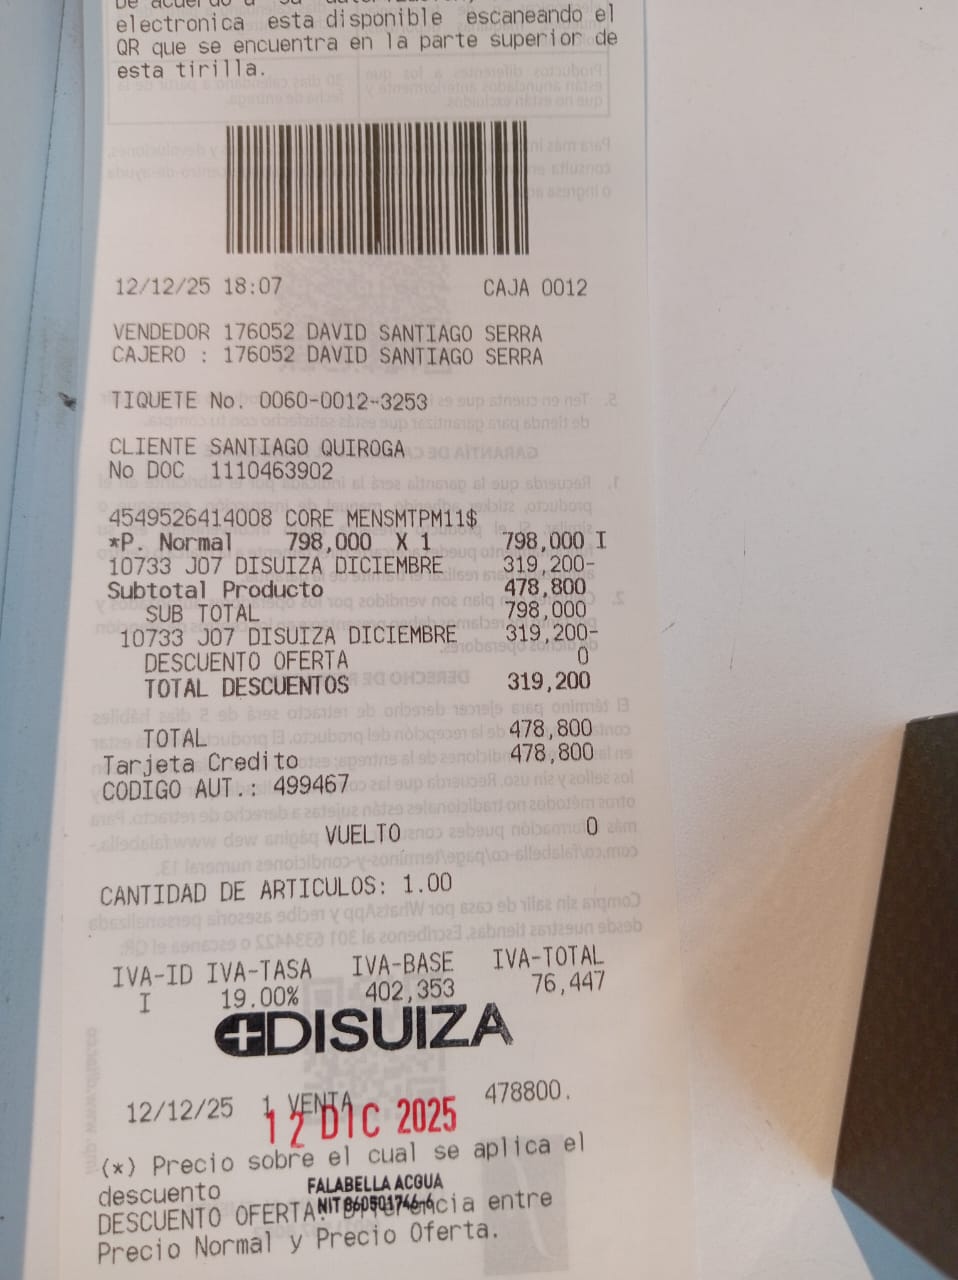 electronica esta disponible escaneando el
QR que se encuentra en la parte superior de
esta tirilla.
12/12/25 18:07 CAJA 0012
VENDEDOR 176052 DAVID SANTIAGO SERRA
CAJERO : 176052 DAVID SANTIAGO SERRA
TIQUETE No. 0060-0012-3253
CLIENTE SANTIAGO QUIROGA
No DOC 1110463902
4549526414008 CORE MENSMTPM11$
*P. Normal 798,000 X 1 798,000 I
10733 J07 DISUIZA DICIEMBRE 319,200-
Subtotal Producto 478,800
SUB TOTAL 798,000
10733 J07 DISUIZA DICIEMBRE 319,200-
DESCUENTO OFERTA 0
TOTAL DESCUENTOS 319,200
TOTAL 478,800
Tarjeta Credito 478,800
CODIGO AUT.: 499467
VUELTO 0
CANTIDAD DE ARTICULOS: 1.00
IVA-ID IVA-TASA IVA-BASE IVA-TOTAL
I 19.00% 402,353 76,447
DISUIZA
12/12/25 1 VENTA 478800.
12 DIC 2025
(*) Precio sobre el cual se aplica el
descuento
FALABELLA ACQUA
DESCUENTO OFERTA: Diferencia entre
Precio Normal y Precio Oferta.